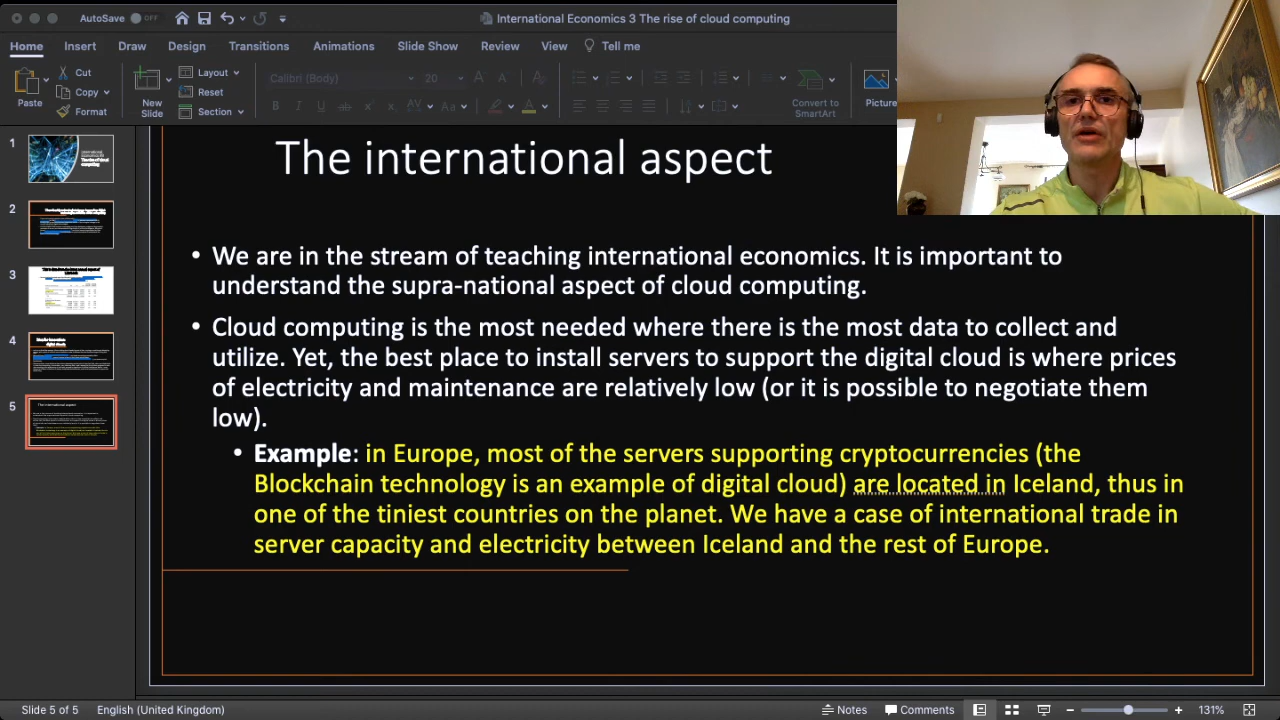 AutoSave OFF
International Economics 3 The rise of cloud computing
Home Insert Draw Design Transitions Animations Slide Show Review View Tell me
Paste
Cut
Copy
Format
New
Slide
Layout
Reset
Section
Calibri (Body) 20
Convert to
SmartArt
Picture
1
2
3
4
5
The international aspect
• We are in the stream of teaching international economics. It is important to
understand the supra-national aspect of cloud computing.
• Cloud computing is the most needed where there is the most data to collect and
utilize. Yet, the best place to install servers to support the digital cloud is where prices
of electricity and maintenance are relatively low (or it is possible to negotiate them
low).
• Example: in Europe, most of the servers supporting cryptocurrencies (the
Blockchain technology is an example of digital cloud) are located in Iceland, thus in
one of the tiniest countries on the planet. We have a case of international trade in
server capacity and electricity between Iceland and the rest of Europe.
Slide 5 of 5 English (United Kingdom) Notes Comments 131%